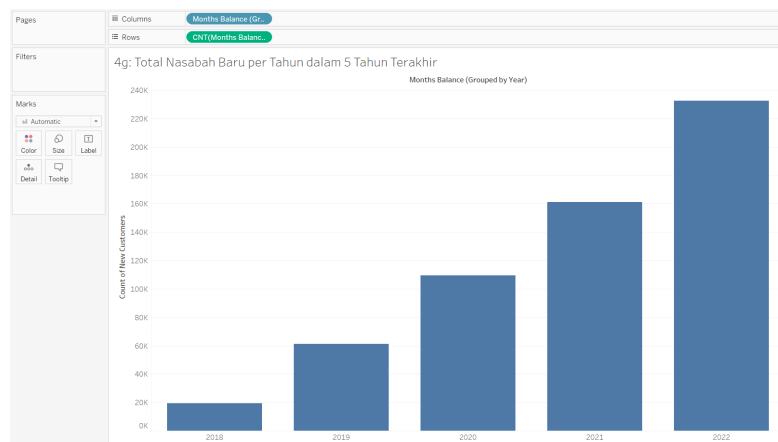 Pages
Columns
Months Balance (Gr..
Rows
CNT(Months Balanc..
Filters
4g: Total Nasabah Baru per Tahun dalam 5 Tahun Terakhir
Months Balance (Grouped by Year)
Marks
Automatic
Color
Size
Label
Detail
Tooltip
Count of New Customers
240K
220K
200K
180K
160K
140K
120K
100K
80K
60K
40K
20K
0K
2018
2019
2020
2021
2022